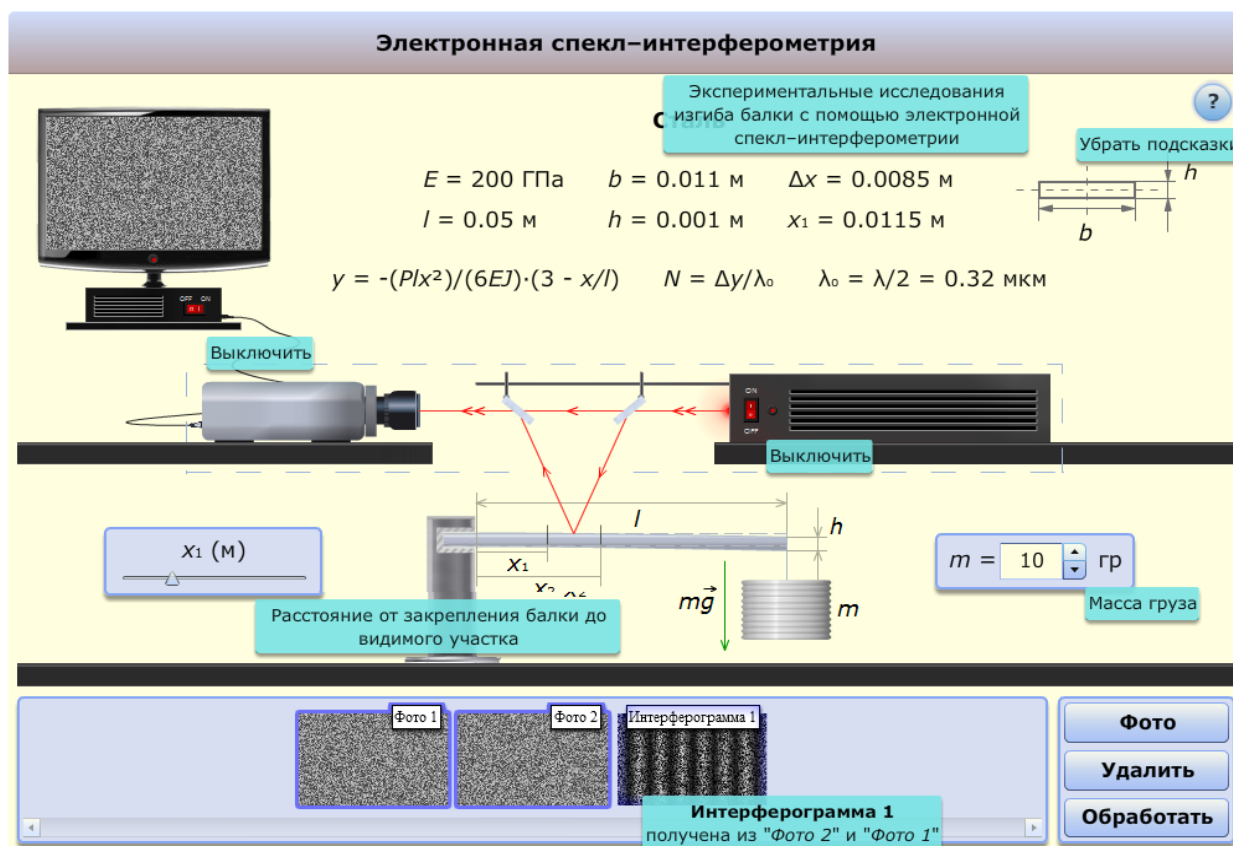 Электронная спекл–интерферометрия
Экспериментальные исследования
изгиба балки с помощью электронной
спекл–интерферометрии
?
Убрать подсказки
E = 200 ГПа b = 0.011 м Δx = 0.0085 м
l = 0.05 м h = 0.001 м x₁ = 0.0115 м
h
b
y = -(Plx²)/(6EJ)·(3 - x/l) N = Δy/λ₀ λ₀ = λ/2 = 0.32 мкм
OFF ON
Выключить
ON
OFF
Выключить
l
h
x₁ (м)
x₁
m = 10 гр
mg⃗
m
Масса груза
Расстояние от закрепления балки до
видимого участка
Фото 1
Фото 2
Интерферограмма 1
Фото
Удалить
Обработать
Интерферограмма 1
получена из "Фото 2" и "Фото 1"